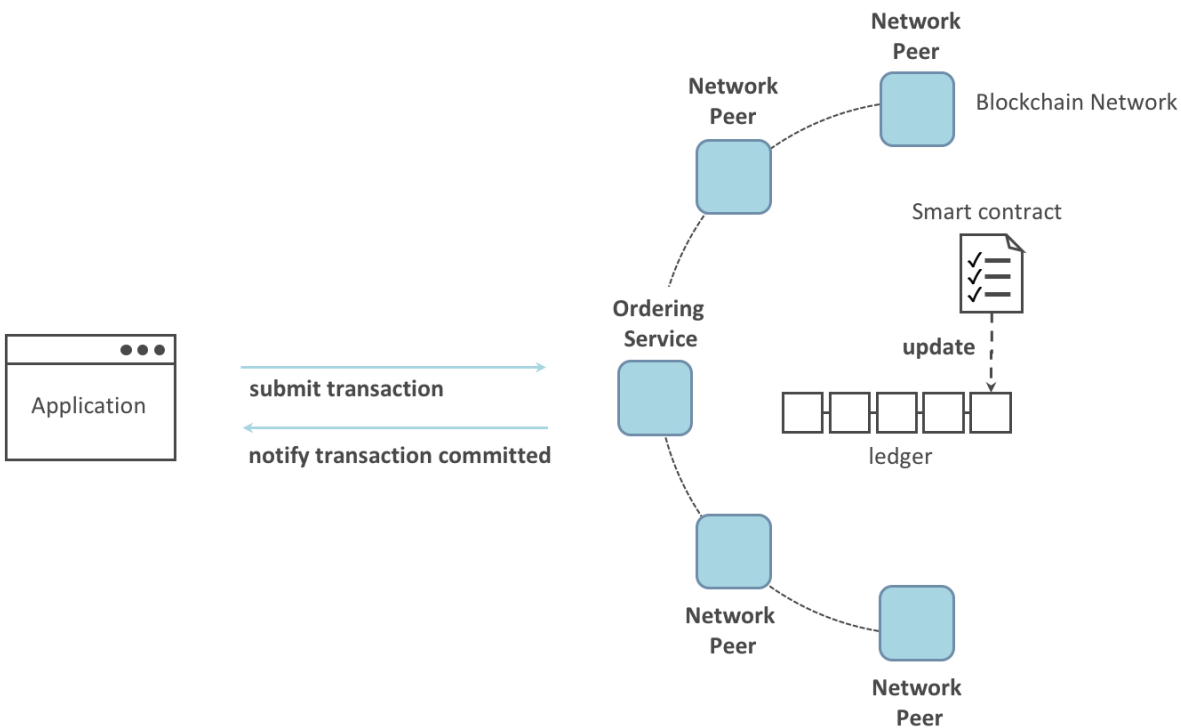 Network
Peer
Blockchain Network
Network
Peer
Smart contract
Ordering
Service
update
Application
submit transaction
notify transaction committed
ledger
Network
Peer
Network
Peer